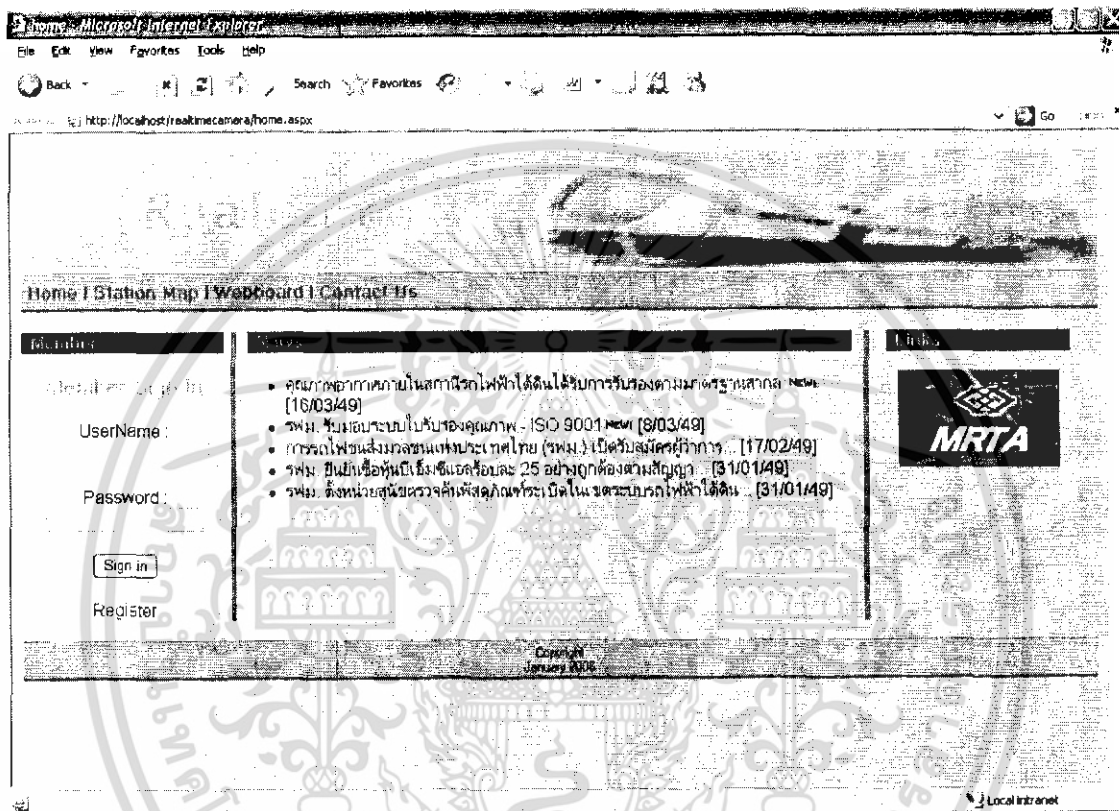 home - Microsoft Internet Explorer
File Edit View Favorites Tools Help
Back Search Favorites
http://localhost/realtimecamera/home.aspx Go
Home | Station Map | Webboard | Contact Us
Member
Member Sign In
UserName :
Password :
Sign in
Register
News
• คุณภาพอากาศภายในสถานีรถไฟฟ้าใต้ดินได้รับการรับรองตามมาตรฐานสากล NEW!
[16/03/49]
• รฟม. รับมอบระบบใบรับรองคุณภาพ - ISO 9001 NEW! [8/03/49]
• การรถไฟขนส่งมวลชนแห่งประเทศไทย (รฟม.) เปิดรับสมัครผู้ว่าการ... [17/02/49]
• รฟม. ยืนยันซื้อหุ้นบีเอ็มซีแอลร้อยละ 25 อย่างถูกต้องตามสัญญา... [31/01/49]
• รฟม. ตั้งหน่วยสุนัขตรวจค้นพัสดุภัณฑ์ระเบิดในเขตระบบรถไฟฟ้าใต้ดิน... [31/01/49]
Links
MRTA
Copyright
January 2006
Local intranet